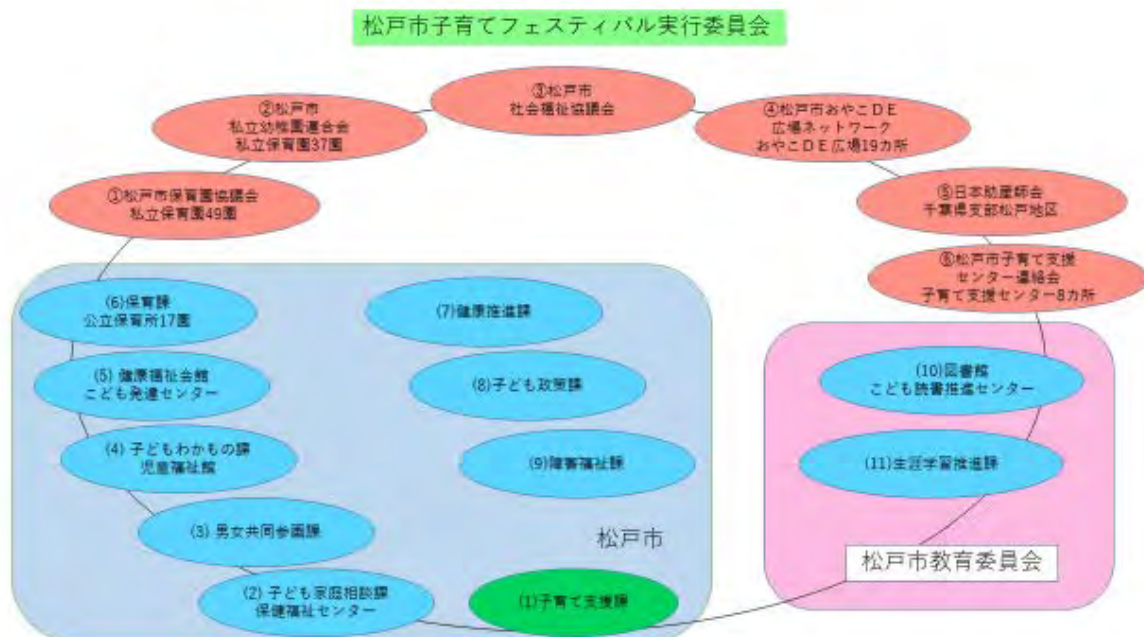 松戸市子育てフェスティバル実行委員会
③松戸市
社会福祉協議会
②松戸市
私立幼稚園連合会
私立保育園37園
④松戸市おやこDE
広場ネットワーク
おやこDE広場19カ所
①松戸市保育園協議会
私立保育園49園
⑤日本助産師会
千葉県支部松戸地区
⑥松戸市子育て支援
センター連絡会
子育て支援センター8カ所
(6)保育課
公立保育所17園
(7)健康推進課
(5) 健康福祉会館
こども発達センター
(8)子ども政策課
(10)図書館
こども読書推進センター
(4) 子どもわかもの課
児童福祉館
(9)障害福祉課
(11)生涯学習推進課
(3) 男女共同参画課
松戸市
松戸市教育委員会
(2) 子ども家庭相談課
保健福祉センター
(1)子育て支援課